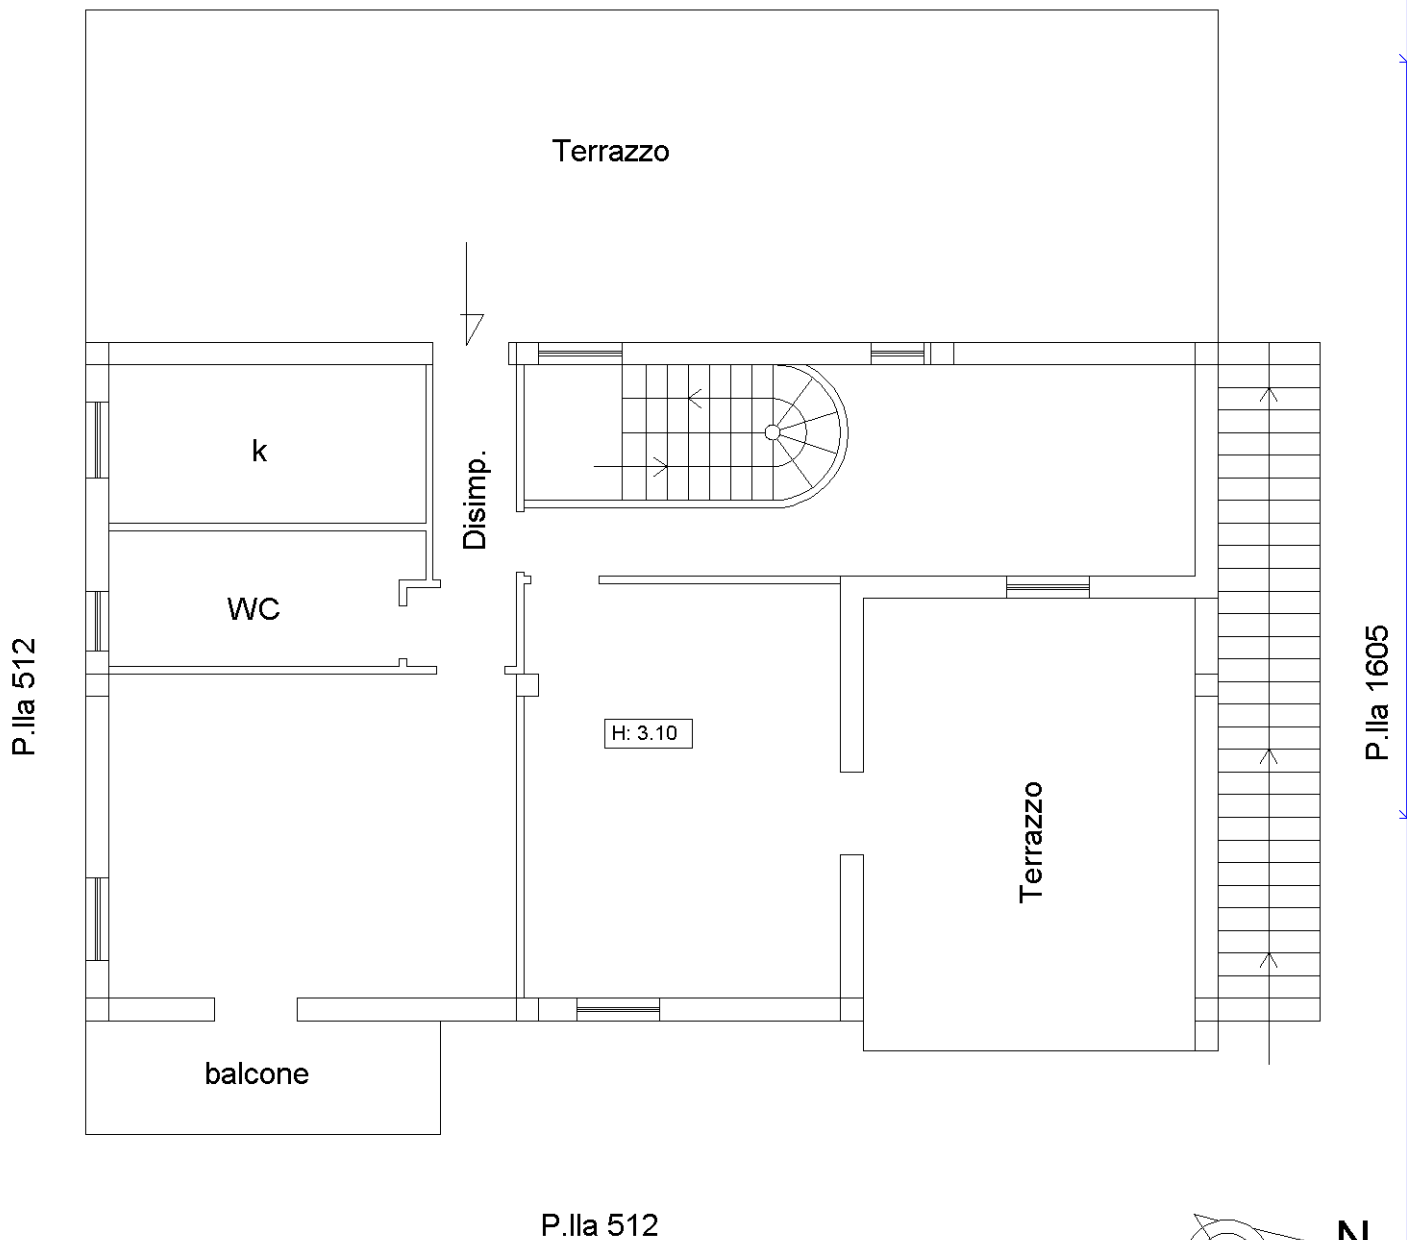 Terrazzo
k
Disimp.
WC
P.lla 512
H: 3.10
P.lla 1605
Terrazzo
balcone
P.lla 512
N